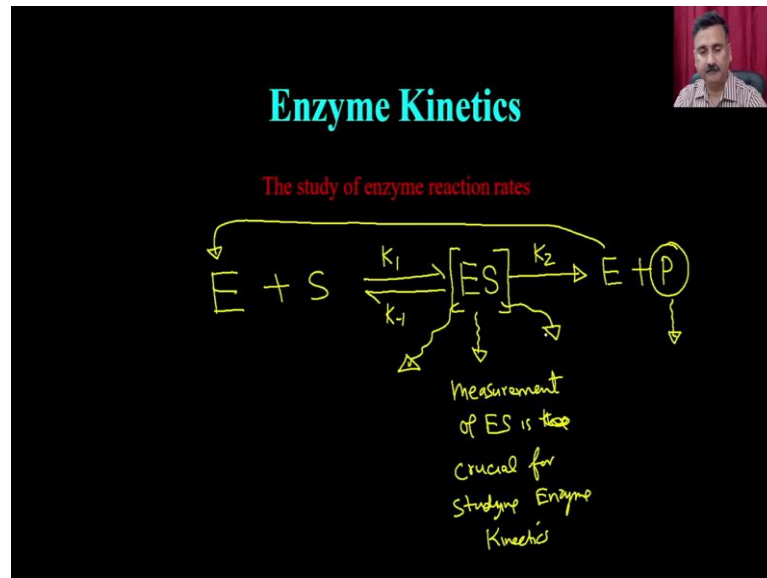 Enzyme Kinetics
The study of enzyme reaction rates
E + S K1 K-1 [ES] K2 E + P
measurement
of ES is the
crucial for
Studying Enzyme
Kinetics